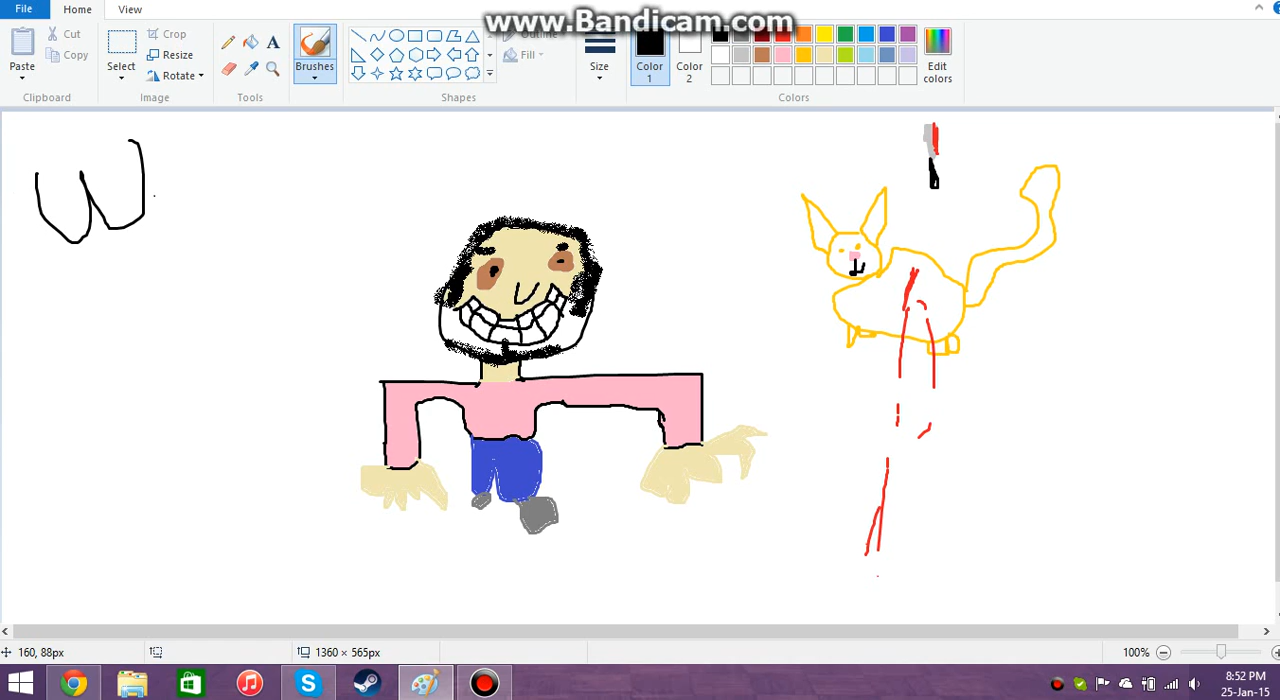 www.Bandicam.com
File
Home
View
Paste
Cut
Copy
Clipboard
Select
Crop
Resize
Rotate
Image
A
Tools
Brushes
Outline
Fill
Shapes
Size
Color
1
Color
2
Edit
colors
Colors
W
160, 88px
1360 × 565px
100%
S
8:52 PM
25-Jan-15